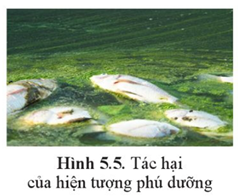 Hình 5.5. Tác hại
của hiện tượng phú dưỡng